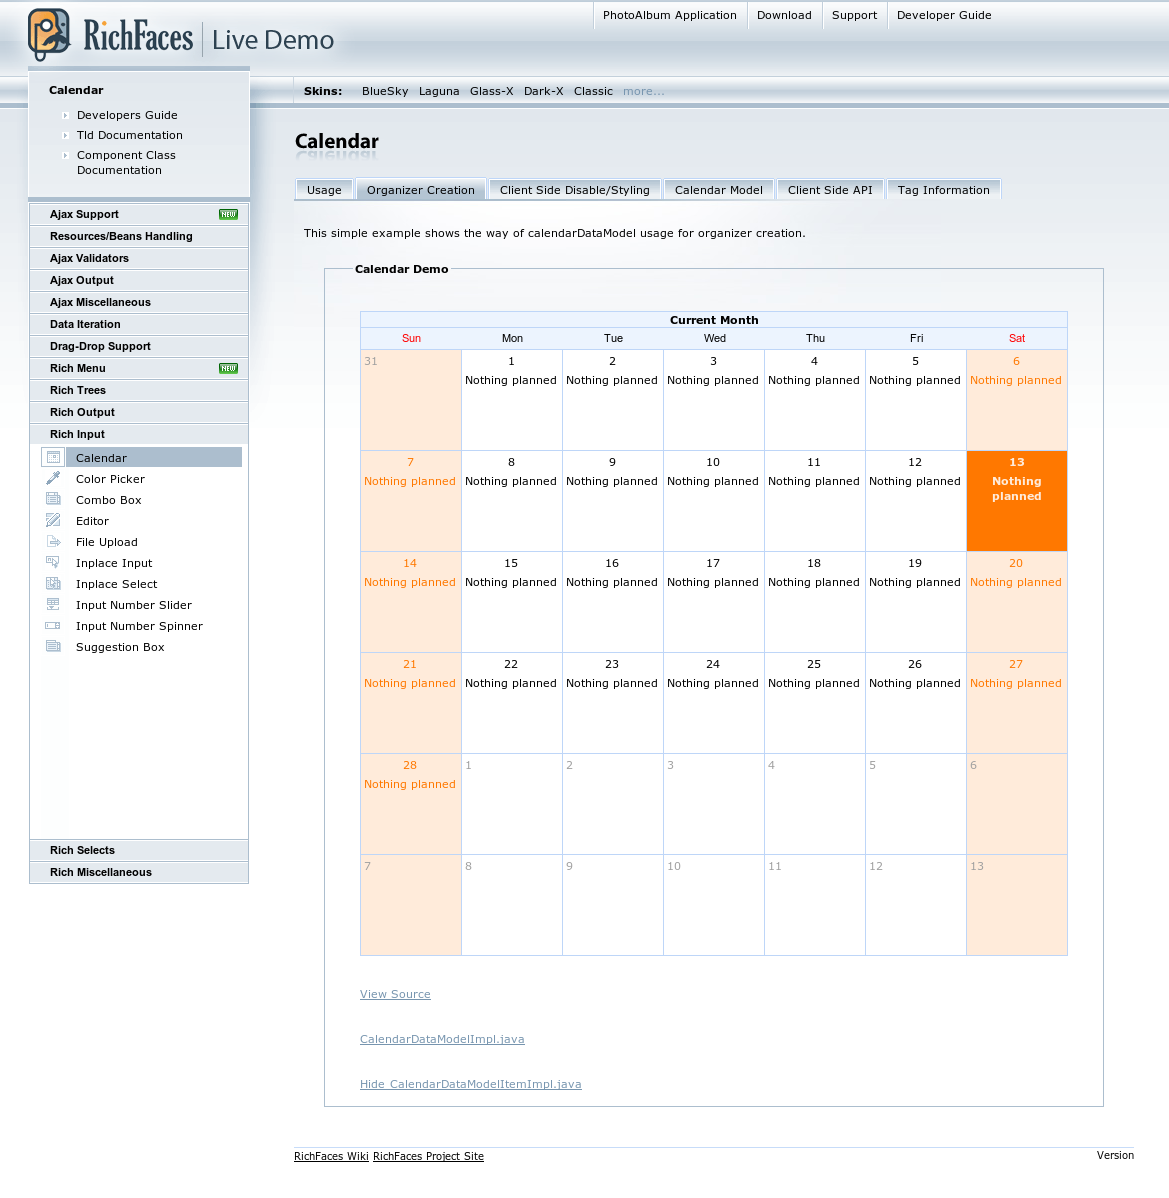 RichFaces Live Demo
PhotoAlbum Application Download Support Developer Guide
Skins: BlueSky Laguna Glass-X Dark-X Classic more...
Calendar
Developers Guide
Tld Documentation
Component Class
Documentation
Ajax Support NEW
Resources/Beans Handling
Ajax Validators
Ajax Output
Ajax Miscellaneous
Data Iteration
Drag-Drop Support
Rich Menu NEW
Rich Trees
Rich Output
Rich Input
Calendar
Color Picker
Combo Box
Editor
File Upload
Inplace Input
Inplace Select
Input Number Slider
Input Number Spinner
Suggestion Box
Rich Selects
Rich Miscellaneous
Calendar
Usage Organizer Creation Client Side Disable/Styling Calendar Model Client Side API Tag Information
This simple example shows the way of calendarDataModel usage for organizer creation.
Calendar Demo
Current Month
Sun Mon Tue Wed Thu Fri Sat
31 1 2 3 4 5 6
Nothing planned Nothing planned Nothing planned Nothing planned Nothing planned Nothing planned
7 8 9 10 11 12 13
Nothing planned Nothing planned Nothing planned Nothing planned Nothing planned Nothing planned Nothing
planned
14 15 16 17 18 19 20
Nothing planned Nothing planned Nothing planned Nothing planned Nothing planned Nothing planned Nothing planned
21 22 23 24 25 26 27
Nothing planned Nothing planned Nothing planned Nothing planned Nothing planned Nothing planned Nothing planned
28 1 2 3 4 5 6
Nothing planned
7 8 9 10 11 12 13
View Source
CalendarDataModelImpl.java
Hide CalendarDataModelItemImpl.java
RichFaces Wiki RichFaces Project Site Version